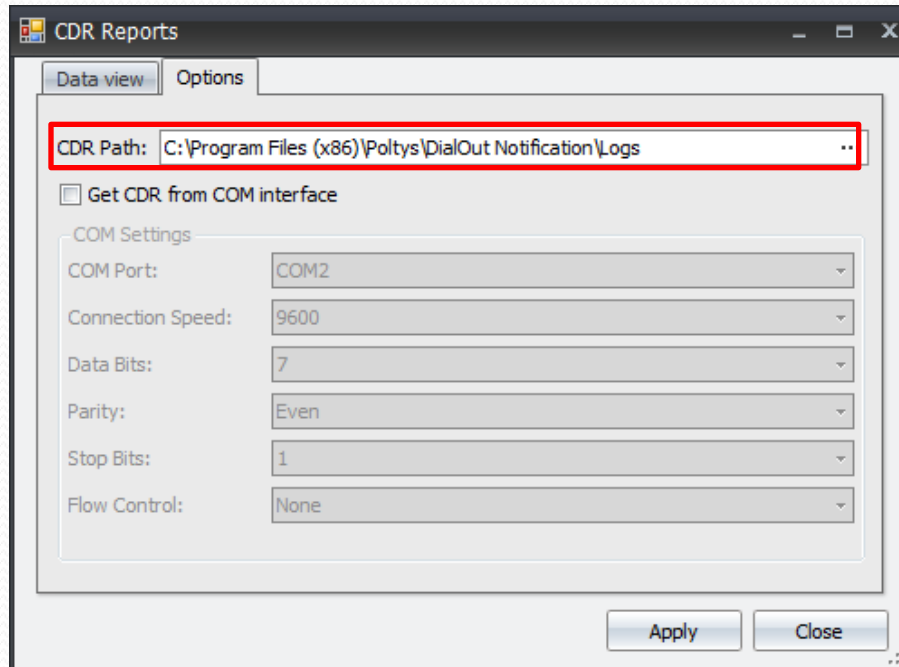 CDR Reports
Data view Options
CDR Path: C:\Program Files (x86)\Poltys\DialOut Notification\Logs ..
Get CDR from COM interface
COM Settings
COM Port: COM2
Connection Speed: 9600
Data Bits: 7
Parity: Even
Stop Bits: 1
Flow Control: None
Apply Close